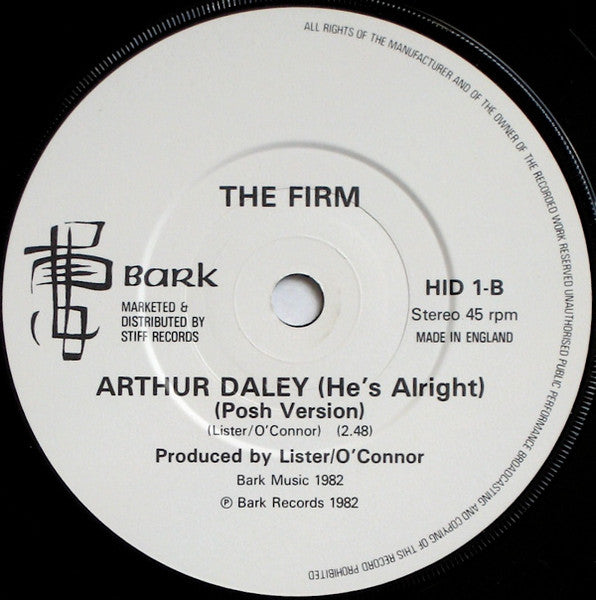 ALL RIGHTS OF THE MANUFACTURER AND OF THE OWNER OF THE RECORDED WORK RESERVED UNAUTHORISED PUBLIC PERFORMANCE BROADCASTING AND COPYING OF THIS RECORD PROHIBITED
THE FIRM
Bark
MARKETED &
DISTRIBUTED BY
STIFF RECORDS
HID 1-B
Stereo 45 rpm
MADE IN ENGLAND
ARTHUR DALEY (He's Alright)
(Posh Version)
(Lister/O'Connor) (2.48)
Produced by Lister/O'Connor
Bark Music 1982
℗ Bark Records 1982